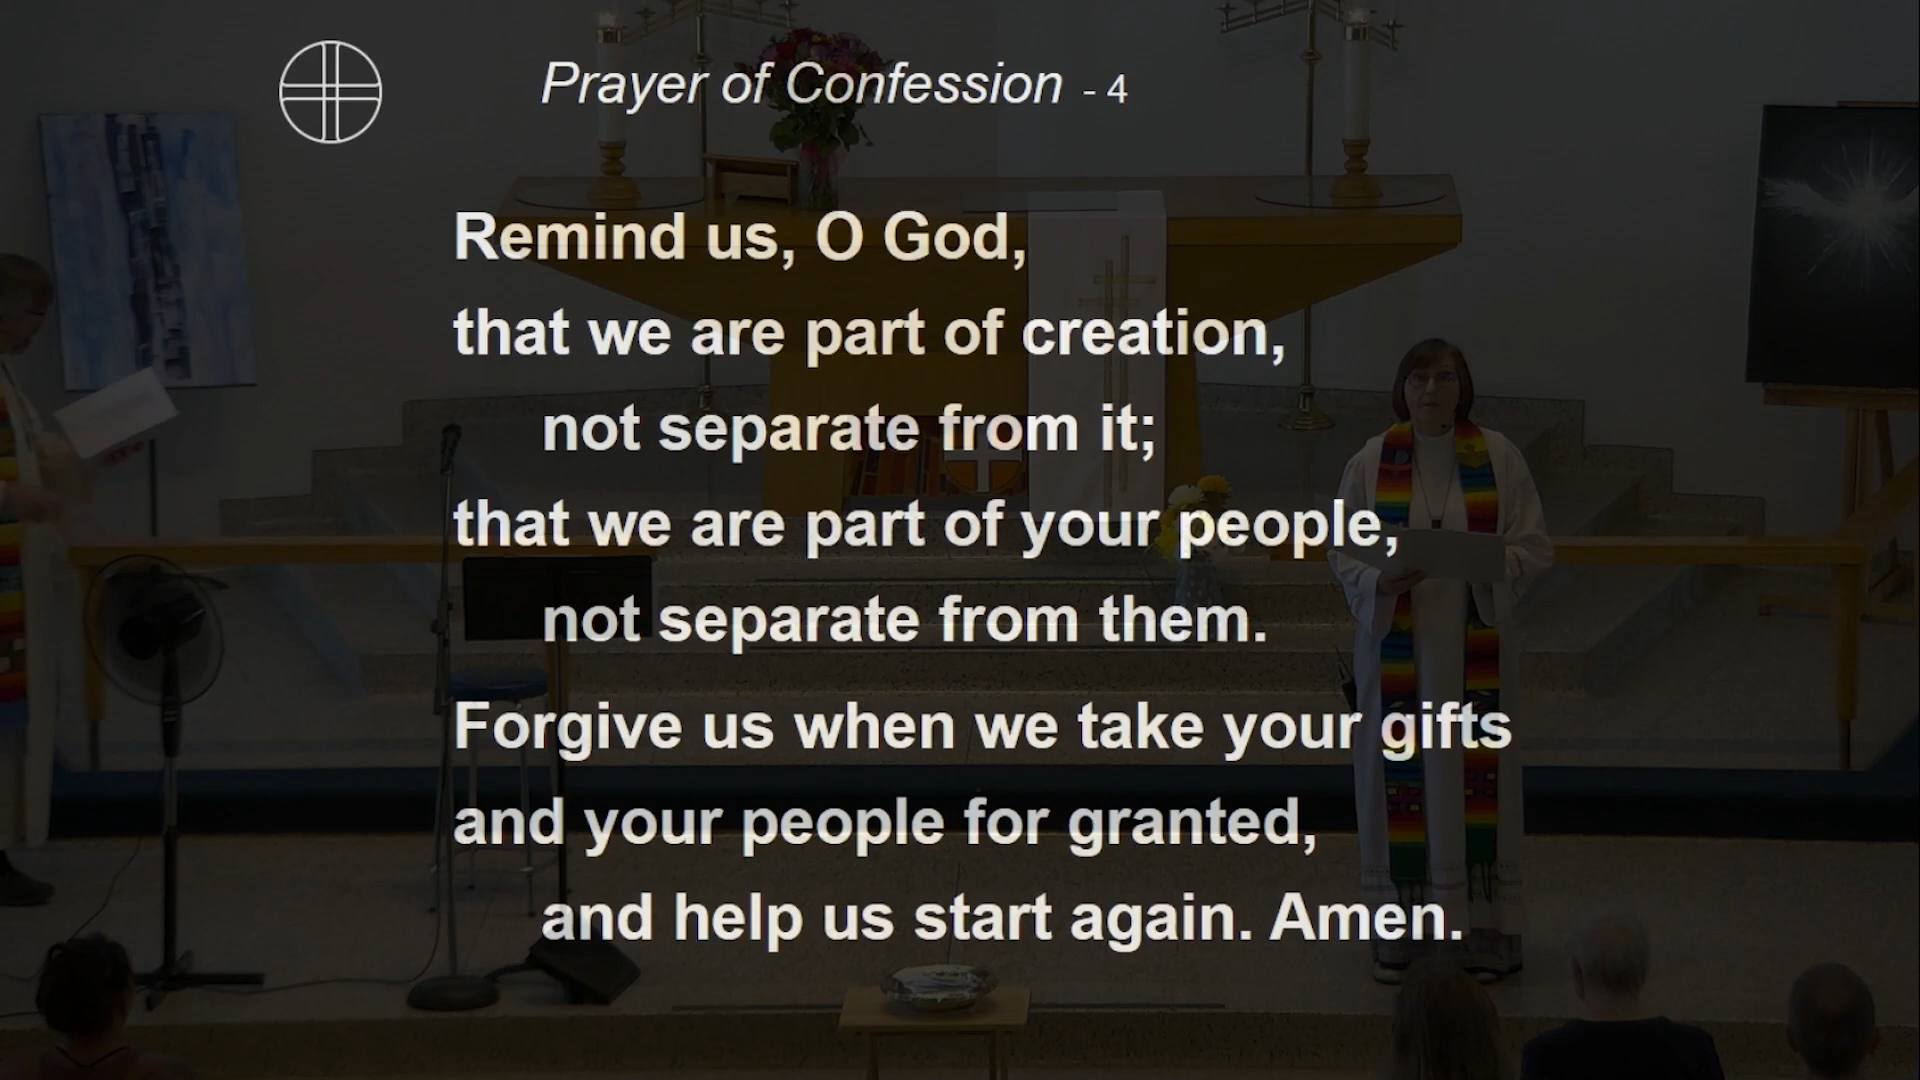 Prayer of Confession - 4
Remind us, O God,
that we are part of creation,
not separate from it;
that we are part of your people,
not separate from them.
Forgive us when we take your gifts
and your people for granted,
and help us start again. Amen.